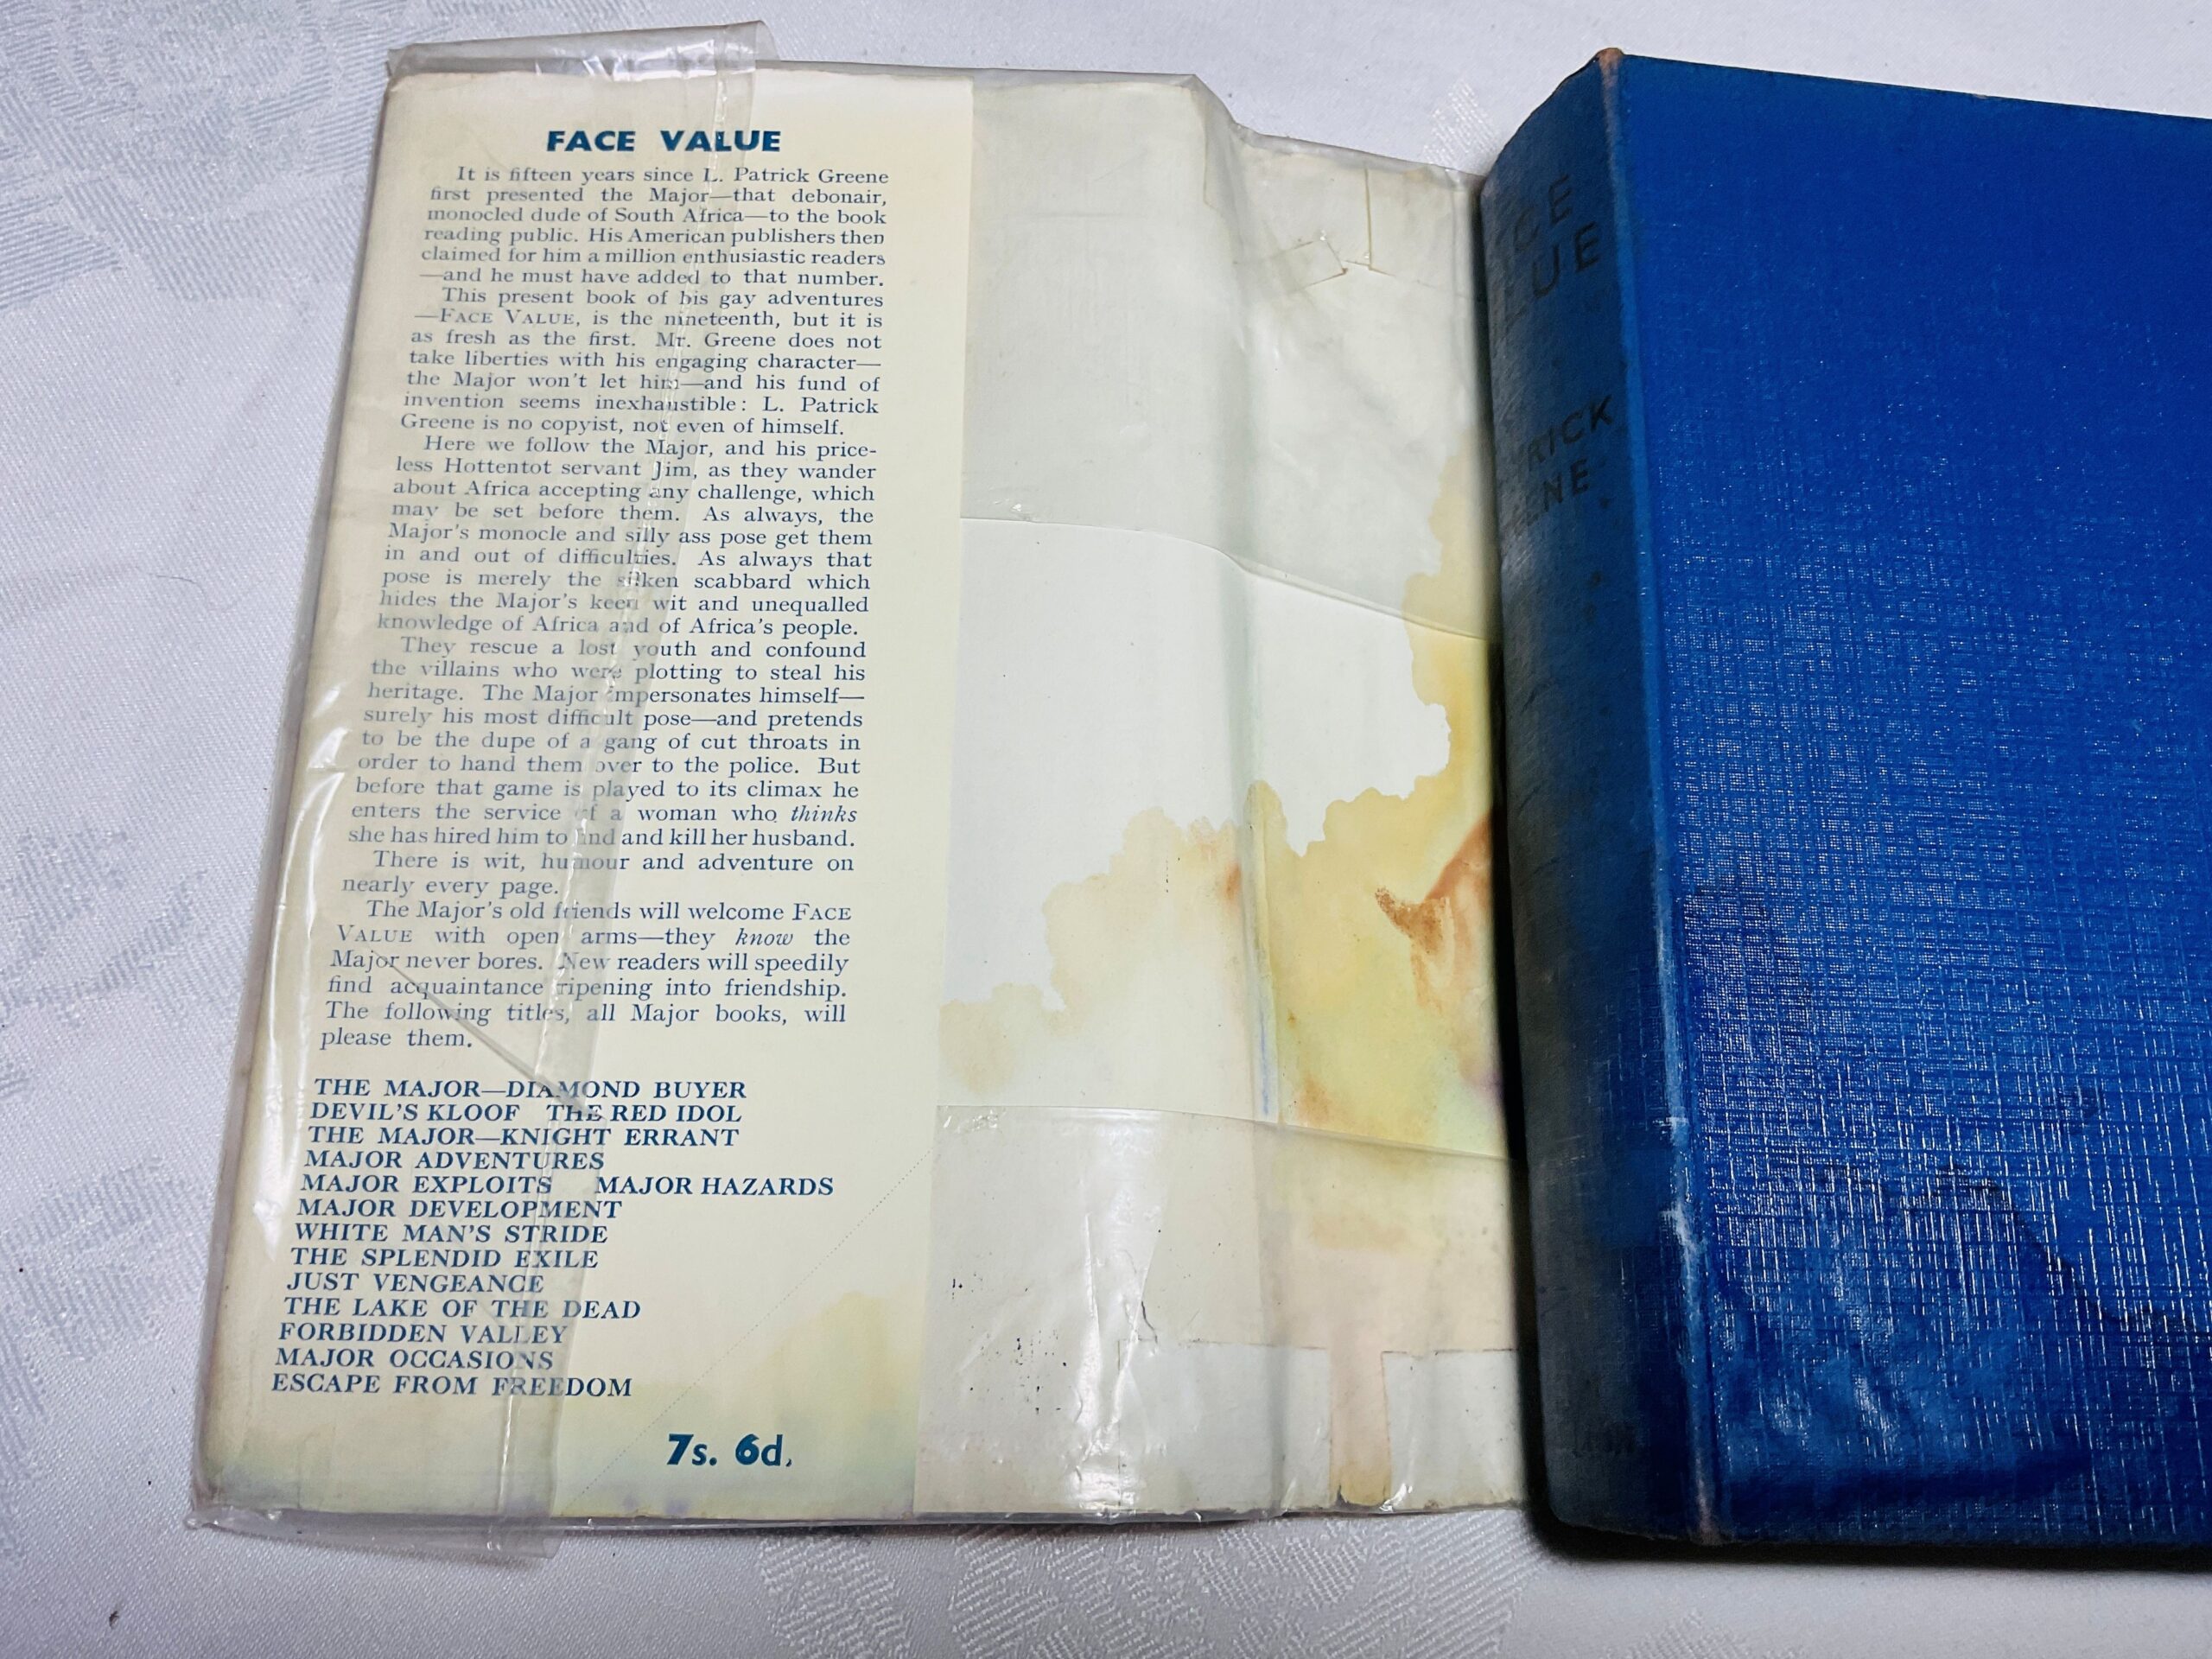 FACE VALUE
It is fifteen years since L. Patrick Greene
first presented the Major—that debonair,
monocled dude of South Africa—to the book
reading public. His American publishers then
claimed for him a million enthusiastic readers
—and he must have added to that number.
This present book of his gay adventures
—FACE VALUE, is the nineteenth, but it is
as fresh as the first. Mr. Greene does not
take liberties with his engaging character—
the Major won't let him—and his fund of
invention seems inexhaustible: L. Patrick
Greene is no copyist, not even of himself.
Here we follow the Major, and his price-
less Hottentot servant Jim, as they wander
about Africa accepting any challenge, which
may be set before them. As always, the
Major's monocle and silly ass pose get them
in and out of difficulties. As always that
pose is merely the silken scabbard which
hides the Major's keen wit and unequalled
knowledge of Africa and of Africa's people.
They rescue a lost youth and confound
the villains who were plotting to steal his
heritage. The Major impersonates himself—
surely his most difficult pose—and pretends
to be the dupe of a gang of cut throats in
order to hand them over to the police. But
before that game is played to its climax he
enters the service of a woman who thinks
she has hired him to find and kill her husband.
There is wit, humour and adventure on
nearly every page.
The Major's old friends will welcome FACE
VALUE with open arms—they know the
Major never bores. New readers will speedily
find acquaintance ripening into friendship.
The following titles, all Major books, will
please them.
THE MAJOR—DIAMOND BUYER
DEVIL'S KLOOF THE RED IDOL
THE MAJOR—KNIGHT ERRANT
MAJOR ADVENTURES
MAJOR EXPLOITS MAJOR HAZARDS
MAJOR DEVELOPMENT
WHITE MAN'S STRIDE
THE SPLENDID EXILE
JUST VENGEANCE
THE LAKE OF THE DEAD
FORBIDDEN VALLEY
MAJOR OCCASIONS
ESCAPE FROM FREEDOM
7s. 6d.
CE
UE
RICK
ENE